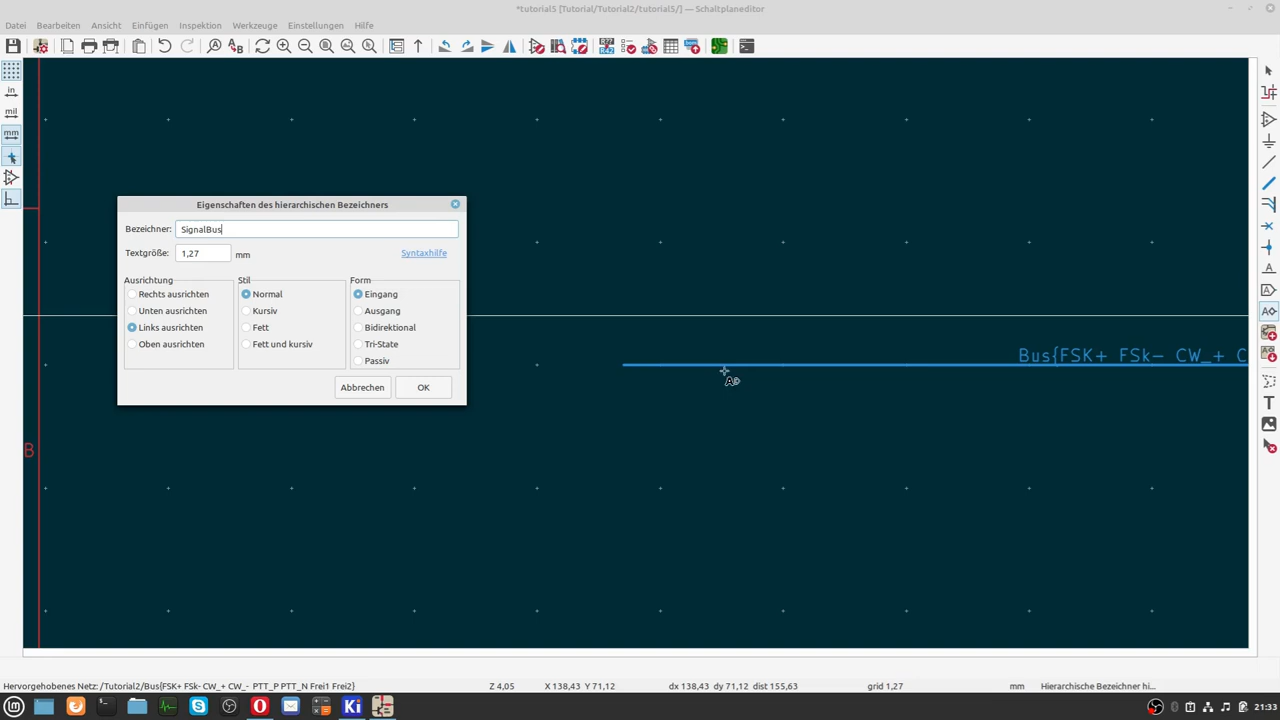 *tutorial5 [Tutorial/Tutorial2/tutorial5/] — Schaltplaneditor
Datei Bearbeiten Ansicht Einfügen Inspektion Werkzeuge Einstellungen Hilfe
in
mil
mm
Eigenschaften des hierarchischen Bezeichners
Bezeichner: SignalBus
Textgröße: 1,27 mm Syntaxhilfe
Ausrichtung Stil Form
Rechts ausrichten Normal Eingang
Unten ausrichten Kursiv Ausgang
Links ausrichten Fett Bidirektional
Oben ausrichten Fett und kursiv Tri-State
Passiv
Abbrechen OK
Bus{FSK+ FSk− CW_+ C
B
Hervorgehobenes Netz: /Tutorial2/Bus{FSK+ FSk- CW_+ CW_- PTT_P PTT_N Frei1 Frei2} Z 4,05 X 138,43 Y 71,12 dx 138,43 dy 71,12 dist 155,63 grid 1,27 mm Hierarchische Bezeichner hi...
21:33